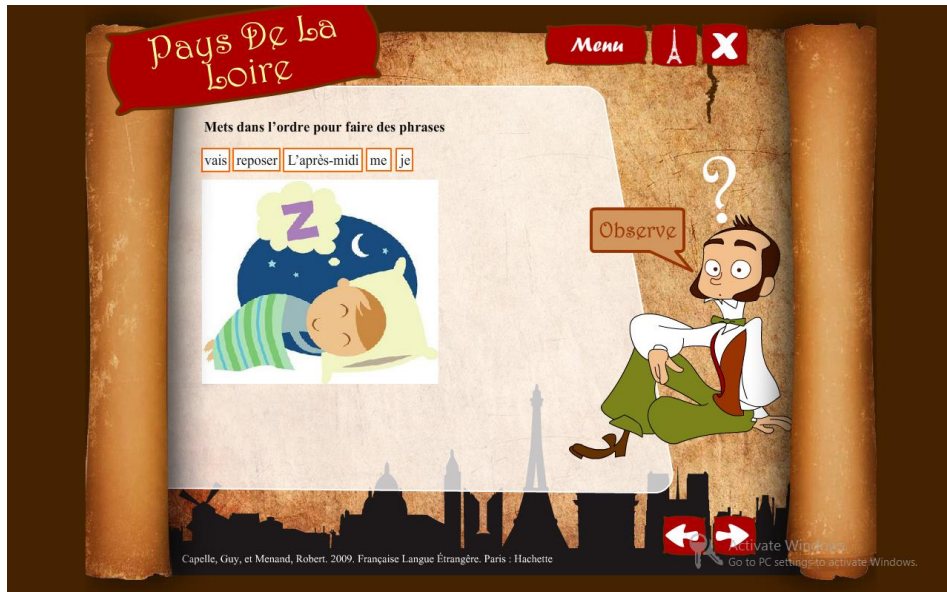 Pays De La
Loire
Menu
Mets dans l'ordre pour faire des phrases
vais reposer L'après-midi me je
Z
?
Observe
Capelle, Guy, et Menand, Robert. 2009. Française Langue Étrangêre. Paris : Hachette
Activate Windows
Go to PC settings to activate Windows.